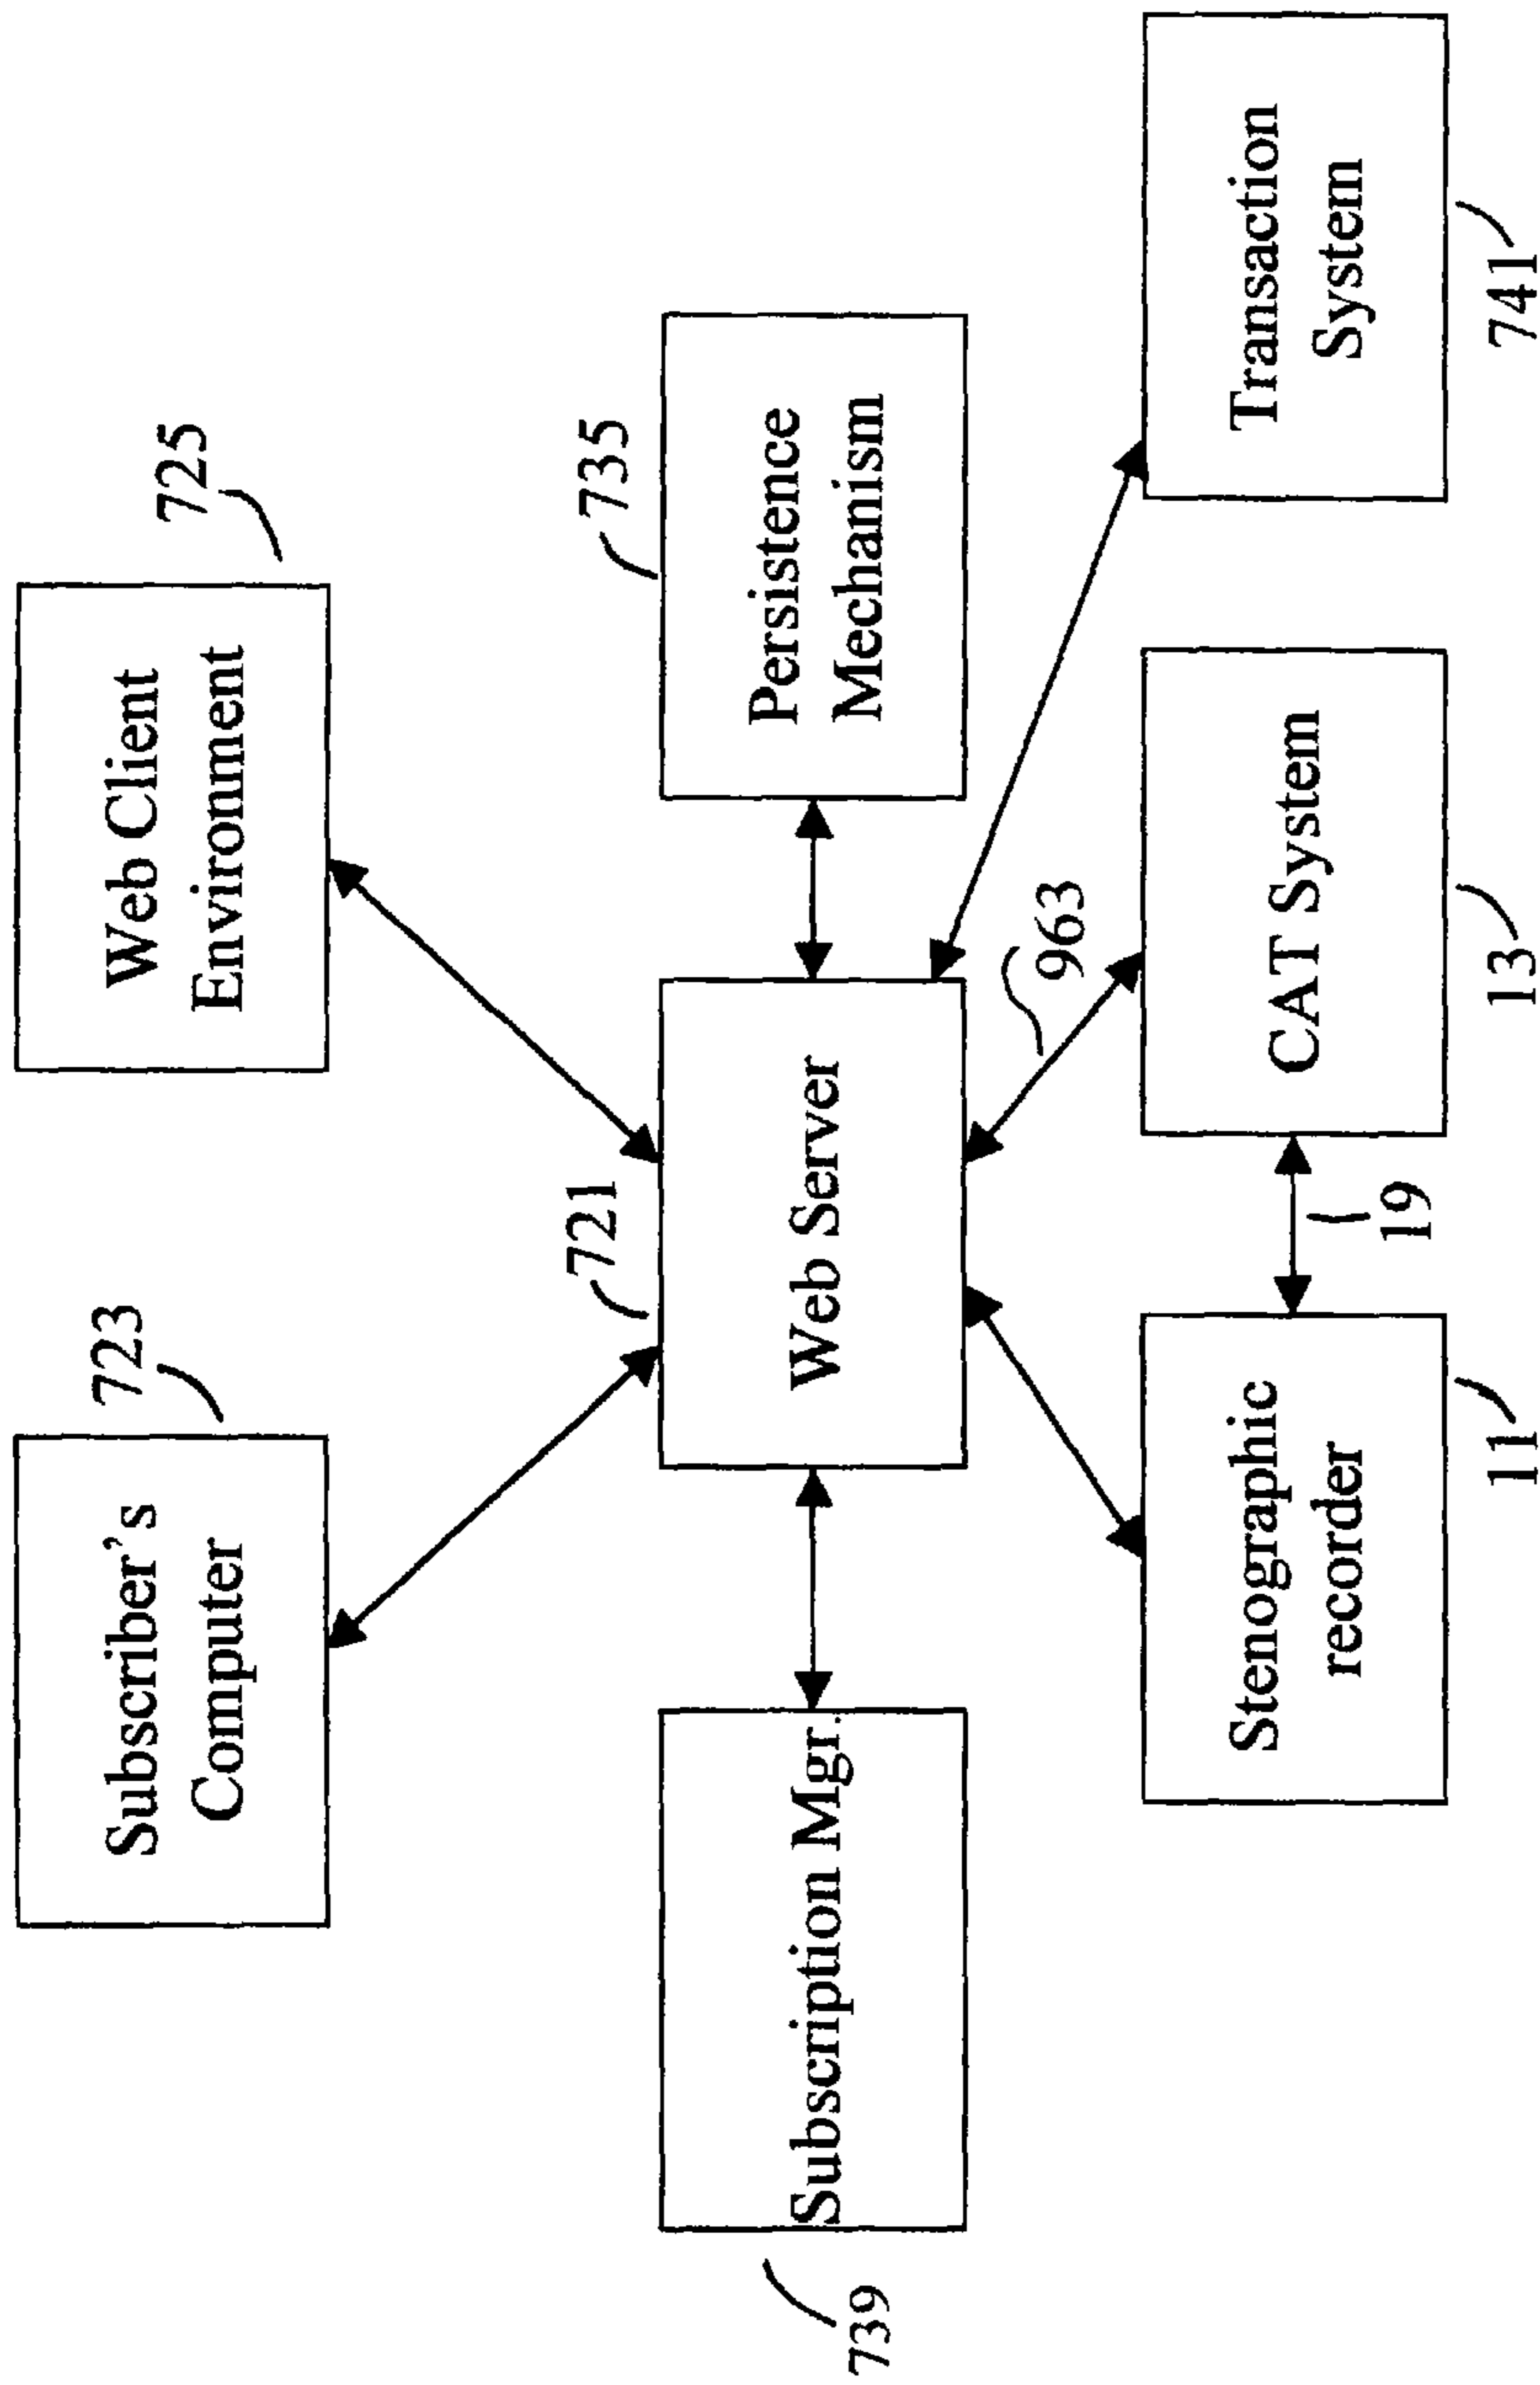 723
Subscriber's
Computer
725
Web Client
Environment
739
Subscription Mgr.
721
Web Server
735
Persistence
Mechanism
963
Stenographic
recorder
11
19
CAT System
13
Transaction
System
741